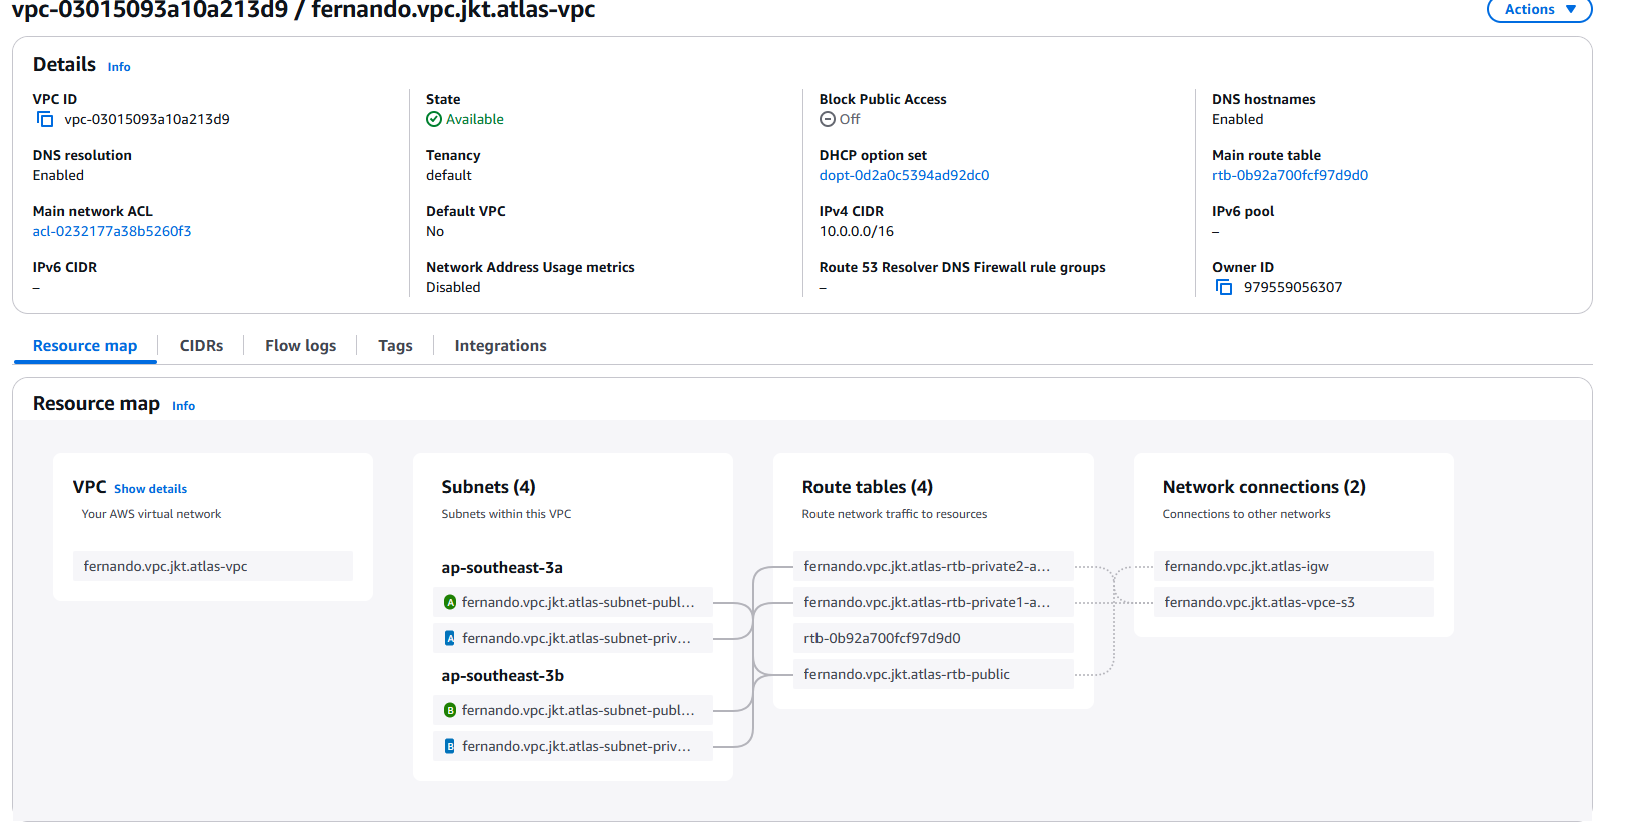 vpc-03015093a10a213d9 / fernando.vpc.jkt.atlas-vpc
Actions
Details Info
VPC ID
vpc-03015093a10a213d9
State
Available
Block Public Access
Off
DNS hostnames
Enabled
DNS resolution
Enabled
Tenancy
default
DHCP option set
dopt-0d2a0c5394ad92dc0
Main route table
rtb-0b92a700fcf97d9d0
Main network ACL
acl-0232177a38b5260f3
Default VPC
No
IPv4 CIDR
10.0.0.0/16
IPv6 pool
–
IPv6 CIDR
–
Network Address Usage metrics
Disabled
Route 53 Resolver DNS Firewall rule groups
–
Owner ID
979559056307
Resource map
CIDRs
Flow logs
Tags
Integrations
Resource map Info
VPC Show details
Your AWS virtual network
fernando.vpc.jkt.atlas-vpc
Subnets (4)
Subnets within this VPC
ap-southeast-3a
A fernando.vpc.jkt.atlas-subnet-publ...
A fernando.vpc.jkt.atlas-subnet-priv...
ap-southeast-3b
B fernando.vpc.jkt.atlas-subnet-publ...
B fernando.vpc.jkt.atlas-subnet-priv...
Route tables (4)
Route network traffic to resources
fernando.vpc.jkt.atlas-rtb-private2-a...
fernando.vpc.jkt.atlas-rtb-private1-a...
rtb-0b92a700fcf97d9d0
fernando.vpc.jkt.atlas-rtb-public
Network connections (2)
Connections to other networks
fernando.vpc.jkt.atlas-igw
fernando.vpc.jkt.atlas-vpce-s3